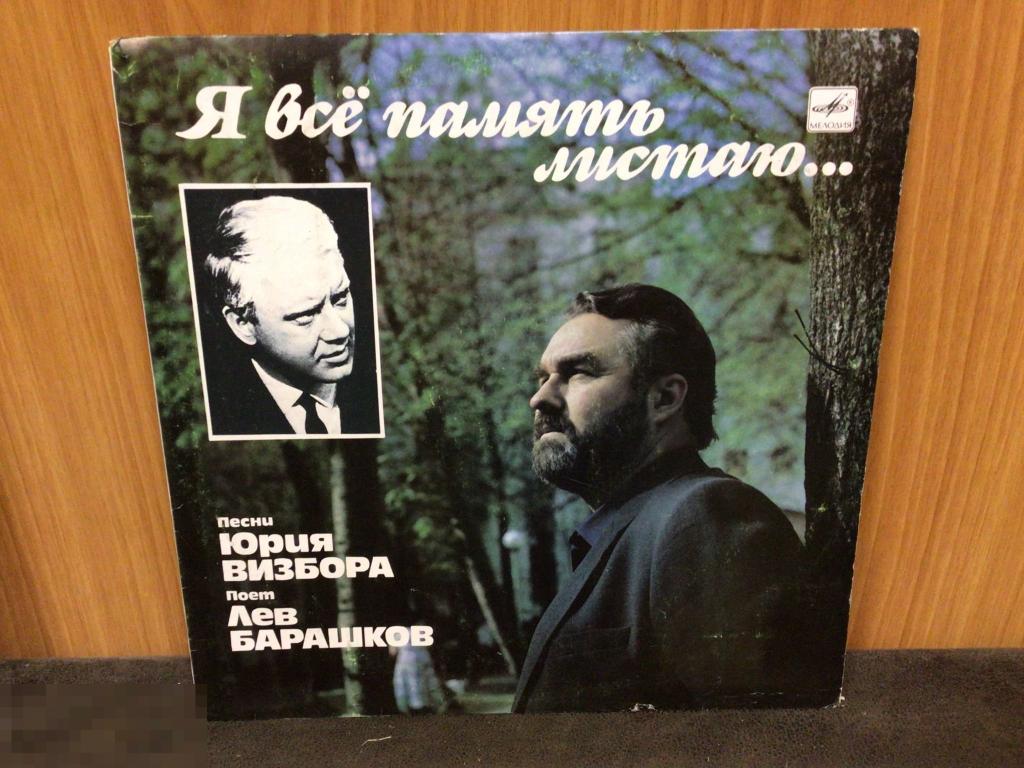 Я всё память
листаю...
МЕЛОДИЯ
Песни
Юрия
ВИЗБОРА
Поет
Лев
БАРАШКОВ